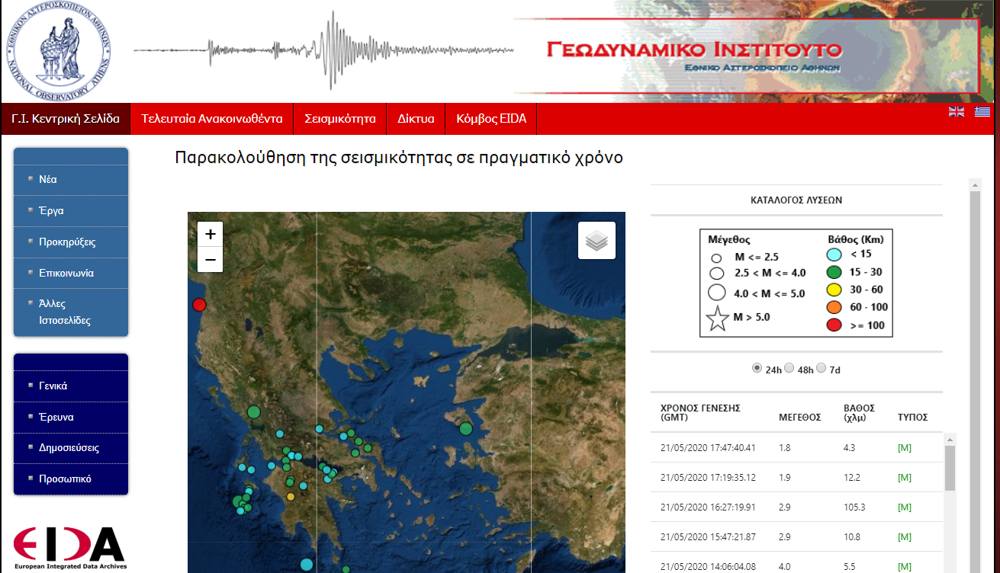 ΕΘΝΙΚΟΝ ΑΣΤΕΡΟΣΚΟΠΕΙΟΝ ΑΘΗΝΩΝ
NATIONAL OBSERVATORY ATHENS
ΓΕΩΔΥΝΑΜΙΚΟ ΙΝΣΤΙΤΟΥΤΟ
ΕΘΝΙΚΟ ΑΣΤΕΡΟΣΚΟΠΕΙΟ ΑΘΗΝΩΝ
Γ.Ι. Κεντρική Σελίδα Τελευταία Ανακοινωθέντα Σεισμικότητα Δίκτυα Κόμβος EIDA
Νέα
Έργα
Προκηρύξεις
Επικοινωνία
Άλλες
Ιστοσελίδες
Γενικά
Έρευνα
Δημοσιεύσεις
Προσωπικό
EIDA
European Integrated Data Archives
Παρακολούθηση της σεισμικότητας σε πραγματικό χρόνο
+
−
ΚΑΤΑΛΟΓΟΣ ΛΥΣΕΩΝ
Μέγεθος Βάθος (Km)
M <= 2.5 < 15
2.5 < M <= 4.0 15 - 30
4.0 < M <= 5.0 30 - 60
60 - 100
M > 5.0 >= 100
24h 48h 7d
ΧΡΟΝΟΣ ΓΕΝΕΣΗΣ ΒΑΘΟΣ
(GMT) ΜΕΓΕΘΟΣ (χλμ) ΤΥΠΟΣ
21/05/2020 17:47:40.41 1.8 4.3 [M]
21/05/2020 17:19:35.12 1.9 12.2 [M]
21/05/2020 16:27:19.91 2.9 105.3 [M]
21/05/2020 15:47:21.87 2.9 10.8 [M]
21/05/2020 14:06:04.08 4.0 5.5 [M]